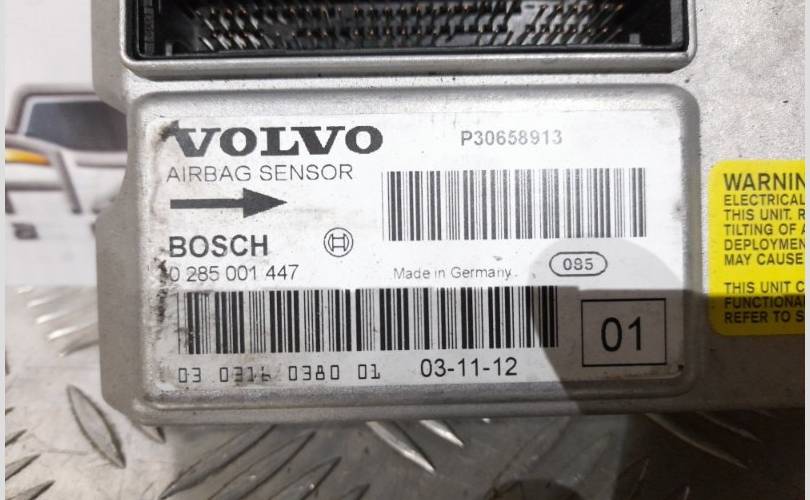 VOLVO
P30658913
AIRBAG SENSOR
BOSCH
0 285 001 447
Made in Germany
085
03 0316 0380 01
03-11-12
01
WARNIN
ELECTRICAL
THIS UNIT. R
TILTING OF A
DEPLOYMEN
MAY CAUSE
THIS UNIT C
FUNCTIONA
REFER TO S